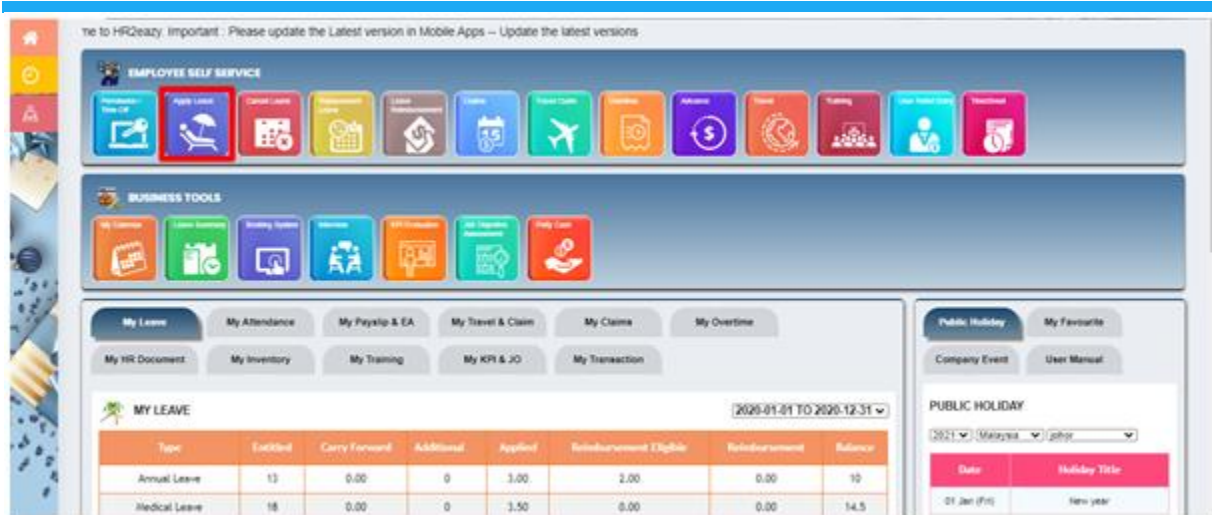 me to HR2eazy. Important : Please update the Latest version in Mobile Apps -- Update the latest versions
EMPLOYEE SELF SERVICE
Apply Leave
Cancel Leave
Leave
Claims
Travel Claim
Overtime
Advance
Travel
Training
Timesheet
BUSINESS TOOLS
My Calendar
Leave Summary
Booking System
Interview
KPI Evaluation
Petty Cash
My Leave
My Attendance
My Payslip & EA
My Travel & Claim
My Claims
My Overtime
My HR Document
My Inventory
My Training
My KPI & JO
My Transaction
MY LEAVE
2020-01-01 TO 2020-12-31
Type Entitled Carry Forward Additional Applied Reimbursement Eligible Reimbursement Balance
Annual Leave 13 0.00 0 3.00 2.00 0.00 10
Medical Leave 18 0.00 0 3.50 0.00 0.00 14.5
Public Holiday
My Favourite
Company Event
User Manual
PUBLIC HOLIDAY
2021 Malaysia johor
Date Holiday Title
01 Jan (Fri) New year